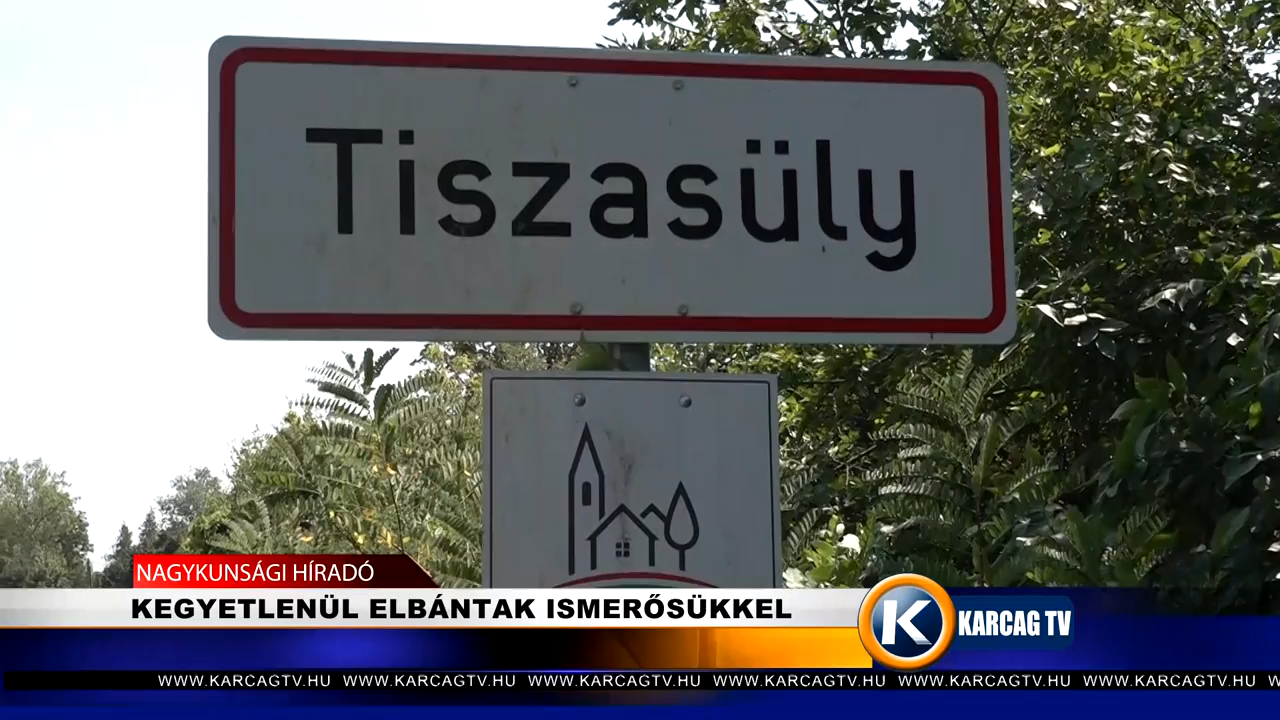 Tiszasüly
NAGYKUNSÁGI HÍRADÓ
KEGYETLENÜL ELBÁNTAK ISMERŐSÜKKEL
K KARCAG TV
WWW.KARCAGTV.HU WWW.KARCAGTV.HU WWW.KARCAGTV.HU WWW.KARCAGTV.HU WWW.KARCAGTV.HU WWW.KARCAGTV.HU W